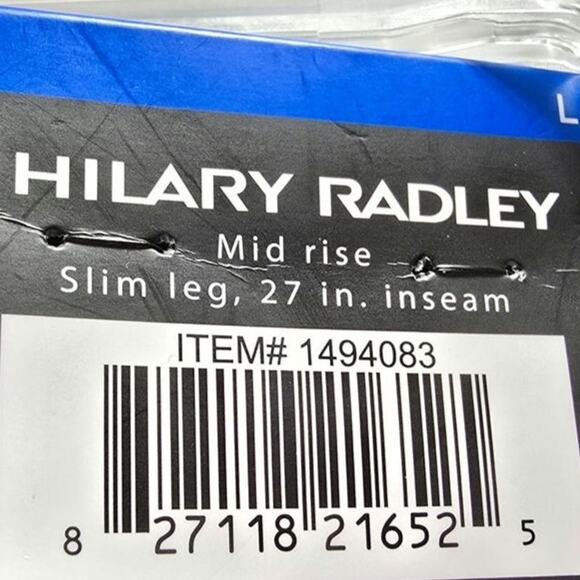 L
HILARY RADLEY
Mid rise
Slim leg, 27 in. inseam
ITEM# 1494083
8 27118 21652 5